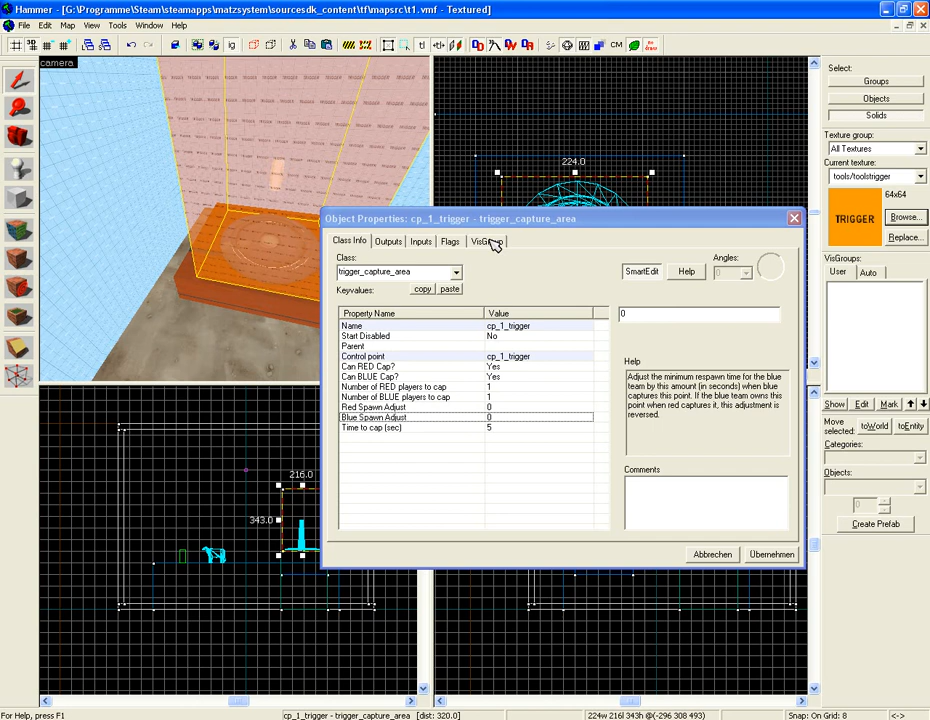 Hammer - [G:\Programme\Steam\steamapps\matzsystem\sourcesdk_content\tf\mapsrc\t1.vmf - Textured]
File Edit Map View Tools Window Help
ig tl CM
camera
224.0
216.0
343.0
Object Properties: cp_1_trigger - trigger_capture_area
Class Info Outputs Inputs Flags VisGroup
Class:
trigger_capture_area
SmartEdit Help
Angles:
0
Keyvalues: copy paste
Property Name Value
Name cp_1_trigger
Start Disabled No
Parent
Control point cp_1_trigger
Can RED Cap? Yes
Can BLUE Cap? Yes
Number of RED players to cap 1
Number of BLUE players to cap 1
Red Spawn Adjust 0
Blue Spawn Adjust 0
Time to cap (sec) 5
0
Help
Adjust the minimum respawn time for the blue
team by this amount (in seconds) when blue
captures this point. If the blue team owns this
point when red captures it, this adjustment is
reversed.
Comments
Abbrechen Übernehmen
Select:
Groups
Objects
Solids
Texture group:
All Textures
Current texture:
tools/toolstrigger
TRIGGER
64x64
Browse...
Replace...
VisGroups:
User Auto
Show Edit Mark
Move
selected: toWorld toEntity
Categories:
Objects:
0
Create Prefab
For Help, press F1
cp_1_trigger - trigger_capture_area [dist: 320.0]
224w 216l 343h @(-296 308 493)
Snap: On Grid: 8
<->